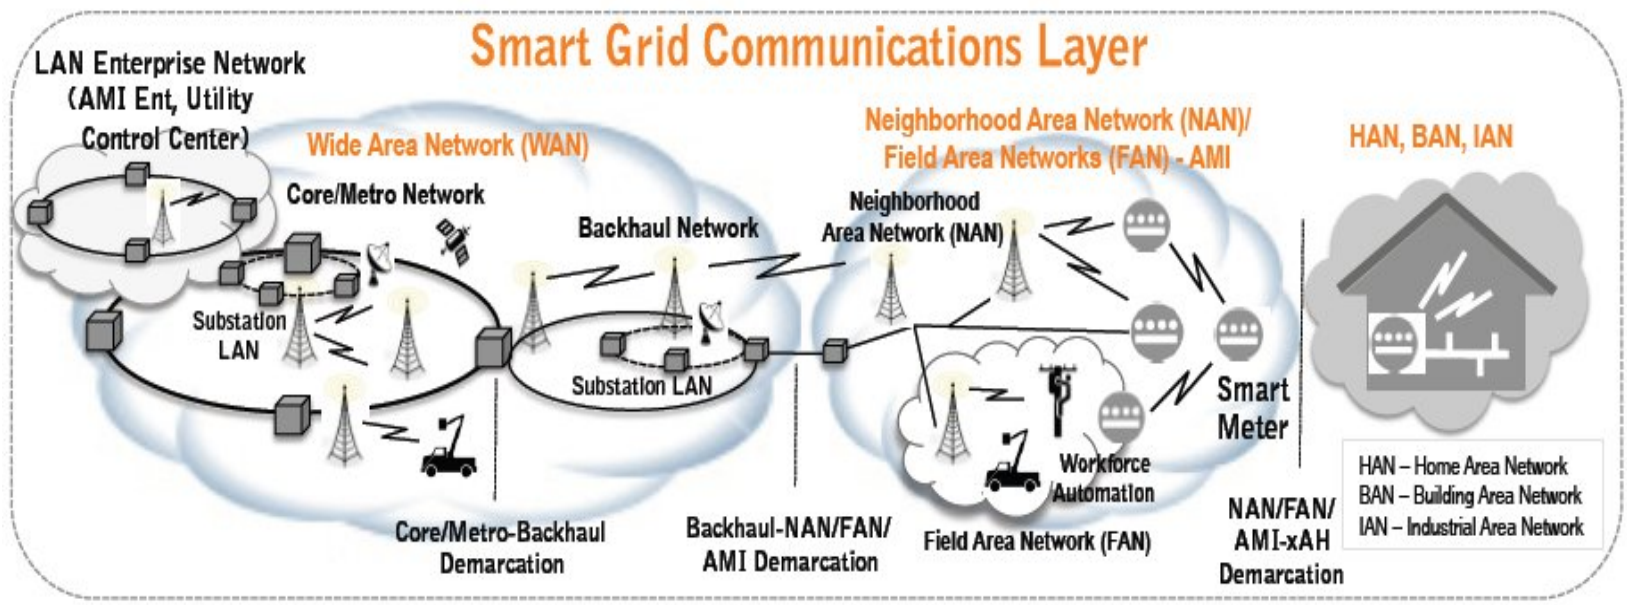 Smart Grid Communications Layer
LAN Enterprise Network
(AMI Ent, Utility
Control Center)
Wide Area Network (WAN)
Core/Metro Network
Substation
LAN
Backhaul Network
Substation LAN
Neighborhood Area Network (NAN)/
Field Area Networks (FAN) - AMI
Neighborhood
Area Network (NAN)
Smart
Meter
Workforce
Automation
Field Area Network (FAN)
HAN, BAN, IAN
HAN – Home Area Network
BAN – Building Area Network
IAN – Industrial Area Network
Core/Metro-Backhaul
Demarcation
Backhaul-NAN/FAN/
AMI Demarcation
NAN/FAN/
AMI-xAH
Demarcation